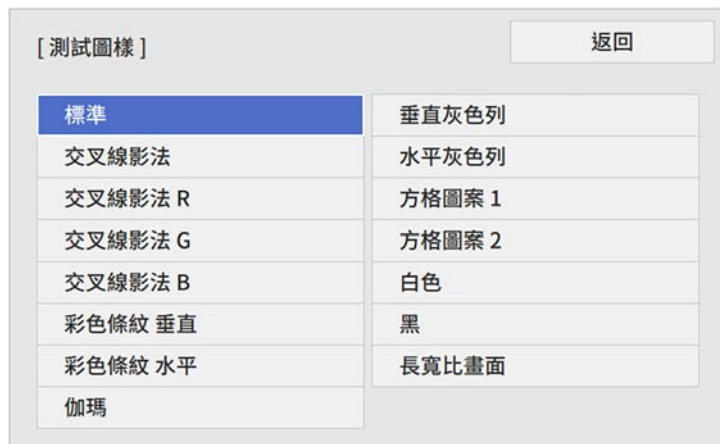 [ 測試圖樣 ]
返回
標準
交叉線影法
交叉線影法 R
交叉線影法 G
交叉線影法 B
彩色條紋 垂直
彩色條紋 水平
伽瑪
垂直灰色列
水平灰色列
方格圖案 1
方格圖案 2
白色
黑
長寬比畫面